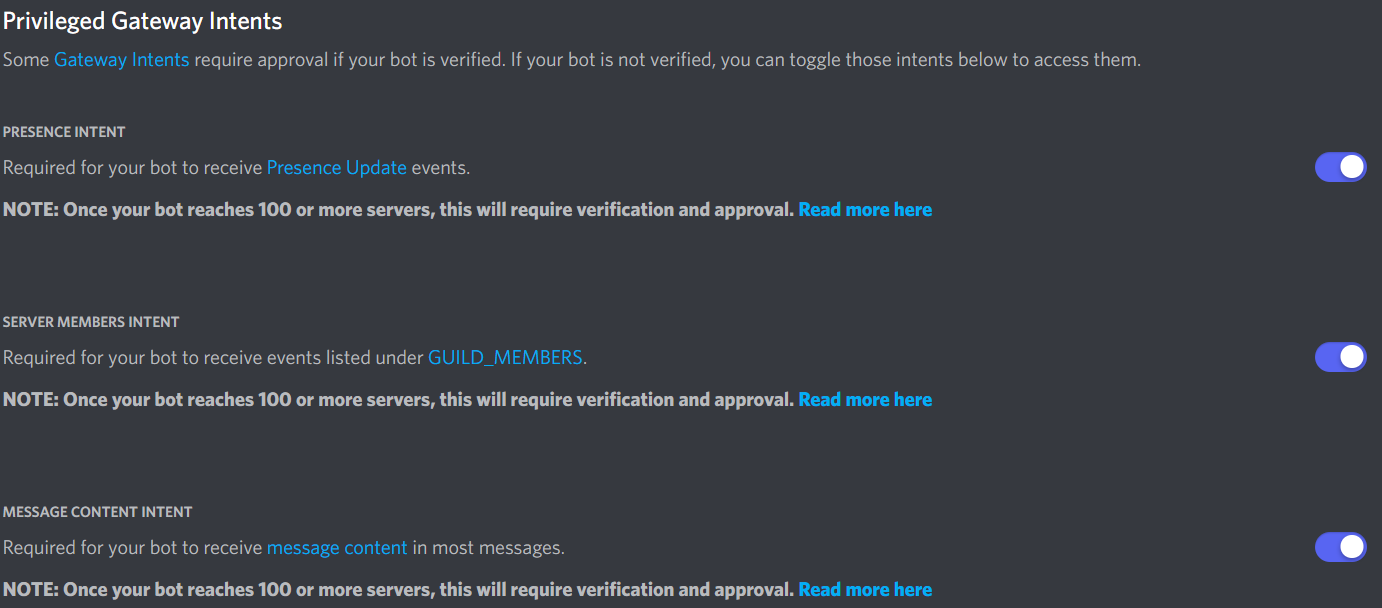 Privileged Gateway Intents
Some Gateway Intents require approval if your bot is verified. If your bot is not verified, you can toggle those intents below to access them.
PRESENCE INTENT
Required for your bot to receive Presence Update events.
NOTE: Once your bot reaches 100 or more servers, this will require verification and approval. Read more here
SERVER MEMBERS INTENT
Required for your bot to receive events listed under GUILD_MEMBERS.
NOTE: Once your bot reaches 100 or more servers, this will require verification and approval. Read more here
MESSAGE CONTENT INTENT
Required for your bot to receive message content in most messages.
NOTE: Once your bot reaches 100 or more servers, this will require verification and approval. Read more here